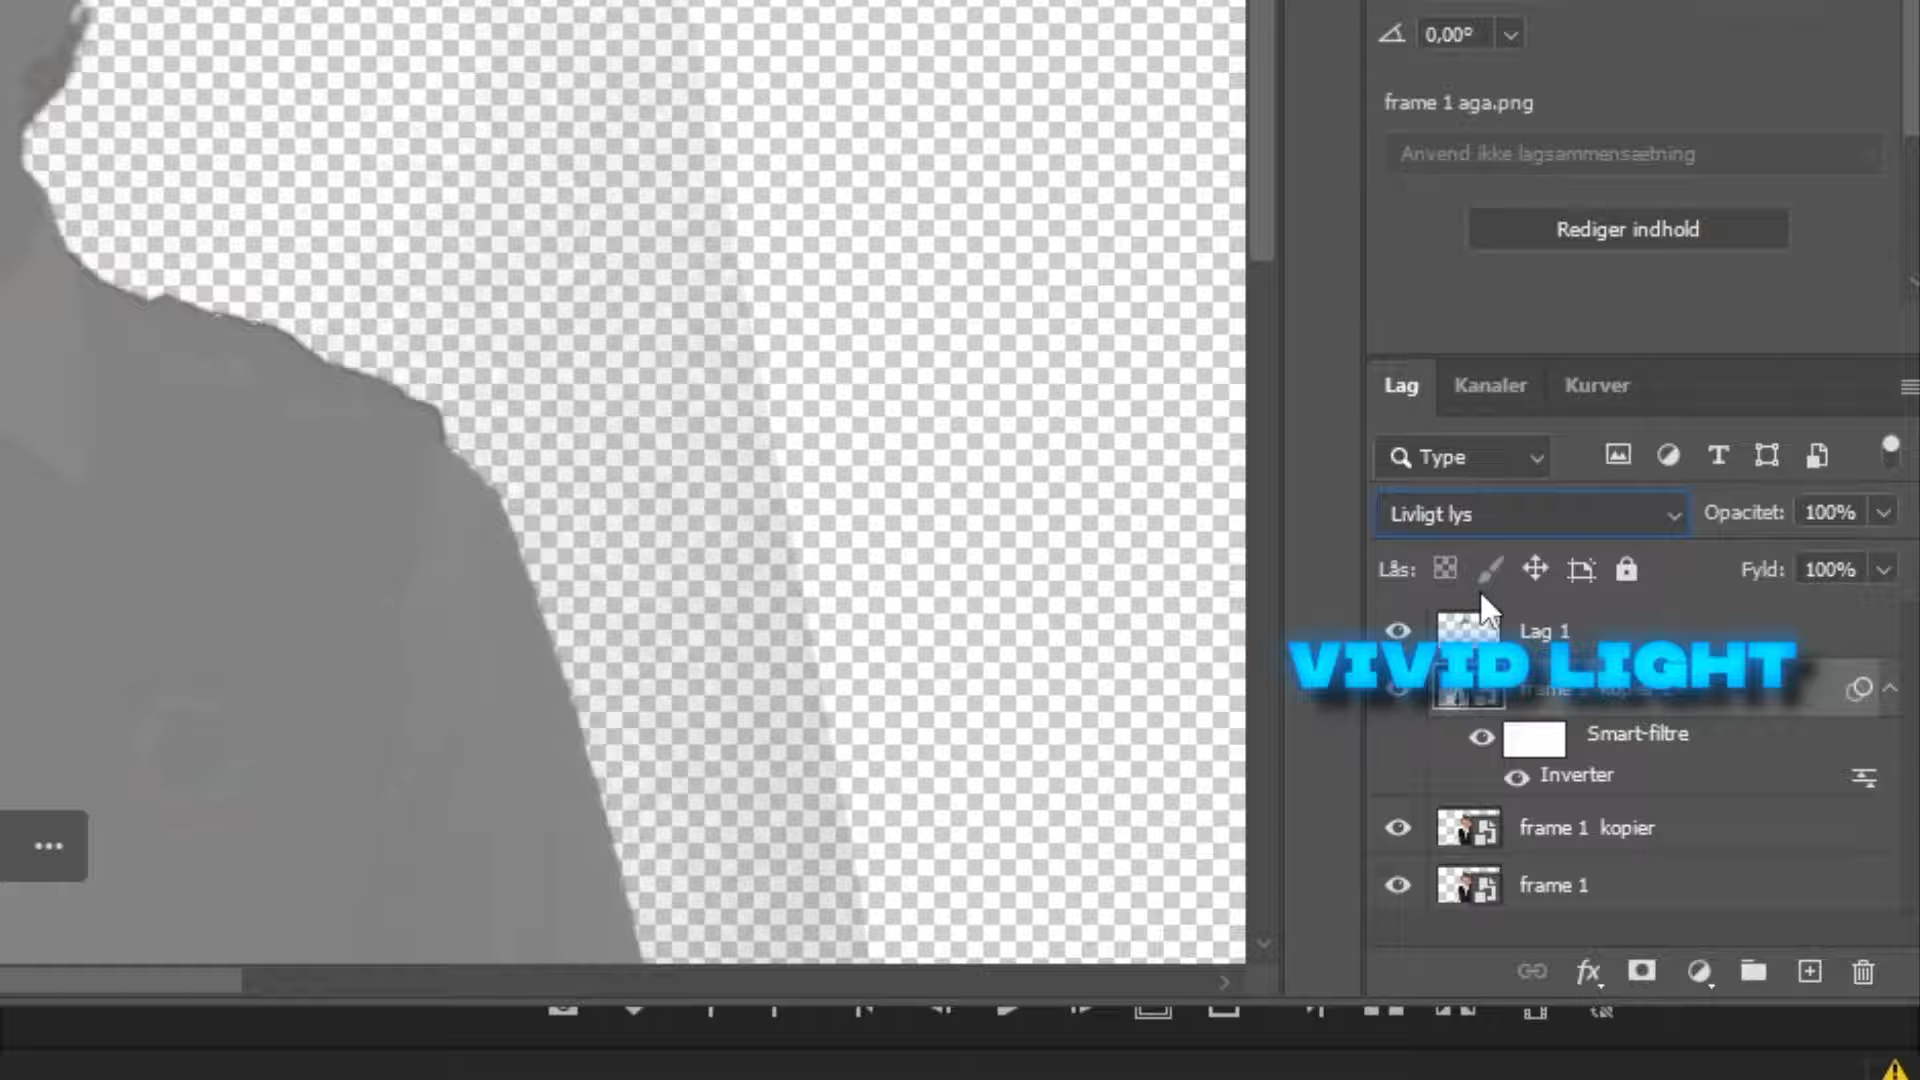 0,00°
frame 1 aga.png
Anvend ikke lagsammensætning
Rediger indhold
Lag Kanaler Kurver
Type
Livligt lys Opacitet: 100%
Lås: Fyld: 100%
Lag 1
VIVID LIGHT
Smart-filtre
Inverter
frame 1 kopier
frame 1
fx